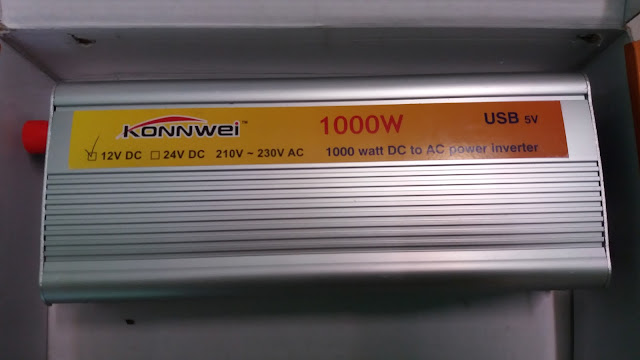 KONNWEI™ 1000W USB 5V
☑ 12V DC ☐ 24V DC 210V ~ 230V AC 1000 watt DC to AC power inverter